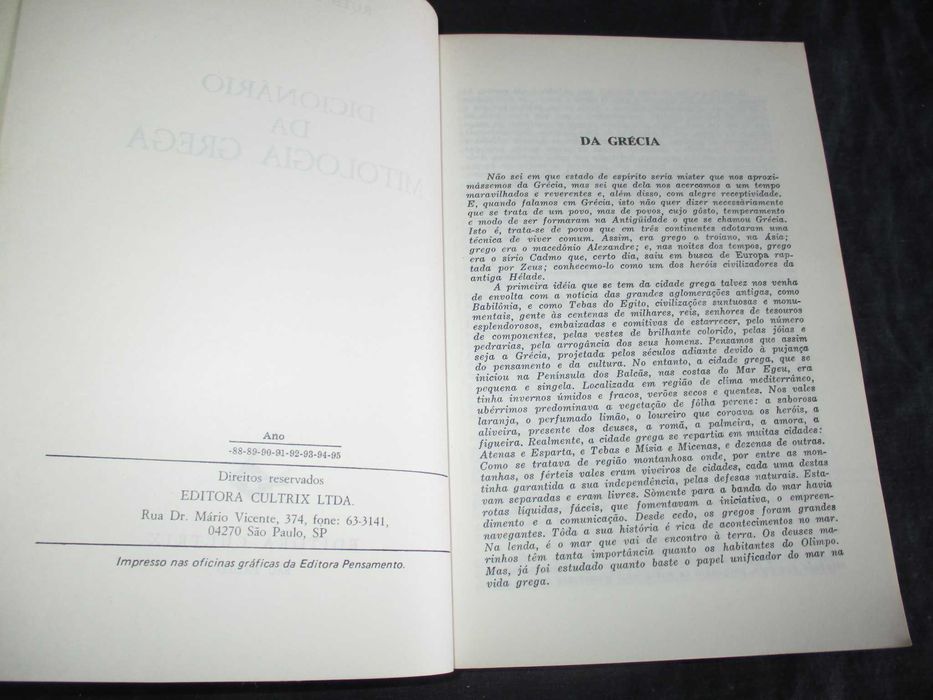 DICIONÁRIO
DA
MITOLOGIA GREGA
Ano
-88-89-90-91-92-93-94-95
Direitos reservados
EDITORA CULTRIX LTDA.
Rua Dr. Mário Vicente, 374, fone: 63-3141,
04270 São Paulo, SP
Impresso nas oficinas gráficas da Editora Pensamento.
DA GRÉCIA
Não sei em que estado de espírito seria mister que nos aproxi-
mássemos da Grécia, mas sei que dela nos acercamos a um tempo
maravilhados e reverentes e, além disso, com alegre receptividade.
E, quando falamos em Grécia, isto não quer dizer necessàriamente
que se trata de um povo, mas de povos, cujo gôsto, temperamento
e modo de ser formaram na Antigüidade o que se chamou Grécia.
Isto é, trata-se de povos que em três continentes adotaram uma
técnica de viver comum. Assim, era grego o troiano, na Ásia;
grego era o macedônio Alexandre; e, nas noites dos tempos, grego
era o sírio Cadmo que, certo dia, saiu em busca de Europa rap-
tada por Zeus; conhecemo-lo como um dos heróis civilizadores da
antiga Hélade.
A primeira idéia que se tem da cidade grega talvez nos venha
de envolta com a notícia das grandes aglomerações antigas, como
Babilônia, e como Tebas do Egito, civilizações suntuosas e monu-
mentais, gente às centenas de milhares, reis, senhores de tesouros
esplendorosos, embaixadas e comitivas de estarrecer, pelo número
de componentes, pelas vestes de brilhante colorido, pelas jóias e
pedrarias, pela arrogância dos seus homens. Pensamos que assim
seja a Grécia, projetada pelos séculos adiante devido à pujança
do pensamento e da cultura. No entanto, a cidade grega, que se
iniciou na Península dos Balcãs, nas costas do Mar Egeu, era
pequena e singela. Localizada em região de clima mediterrâneo,
tinha invernos úmidos e fracos, verões secos e quentes. Nos vales
ubérrimos predominava a vegetação de fôlha perene: a saborosa
laranja, o perfumado limão, o loureiro que coroava os heróis, a
oliveira, presente dos deuses, a romã, a palmeira, a amora, a
figueira. Realmente, a cidade grega se repartia em muitas cidades:
Atenas e Esparta, e Tebas e Mísia e Micenas, e dezenas de outras.
Como se tratava de região montanhosa onde, por entre as mon-
tanhas, os férteis vales eram viveiros de cidades, cada uma destas
tinha garantida a sua independência, pelas defesas naturais. Esta-
vam separadas e eram livres. Sòmente para a banda do mar havia
rotas líquidas, fáceis, que fomentavam a iniciativa, o empreen-
dimento e a comunicação. Desde cedo, os gregos foram grandes
navegantes. Tôda a sua história é rica de acontecimentos no mar.
Na lenda, é o mar que vai de encontro à terra. Os deuses ma-
rinhos têm tanta importância quanto os habitantes do Olimpo.
Mas, já foi estudado quanto baste o papel unificador do mar na
vida grega.